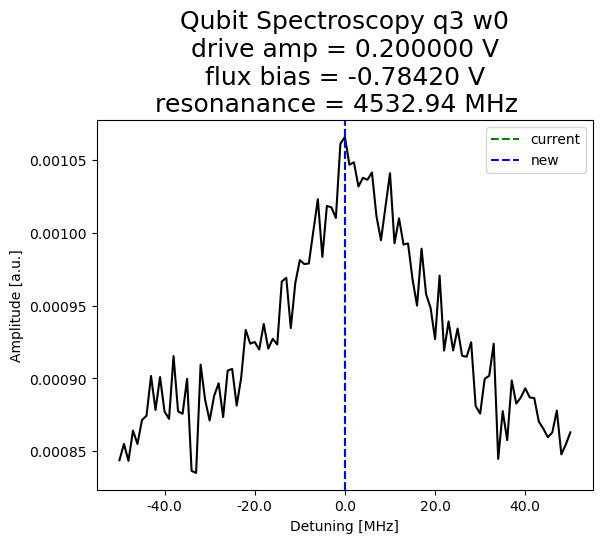 Qubit Spectroscopy q3 w0
drive amp = 0.200000 V
flux bias = -0.78420 V
resonanance = 4532.94 MHz
current
new
Amplitude [a.u.]
0.00105
0.00100
0.00095
0.00090
0.00085
-40.0
-20.0
0.0
20.0
40.0
Detuning [MHz]